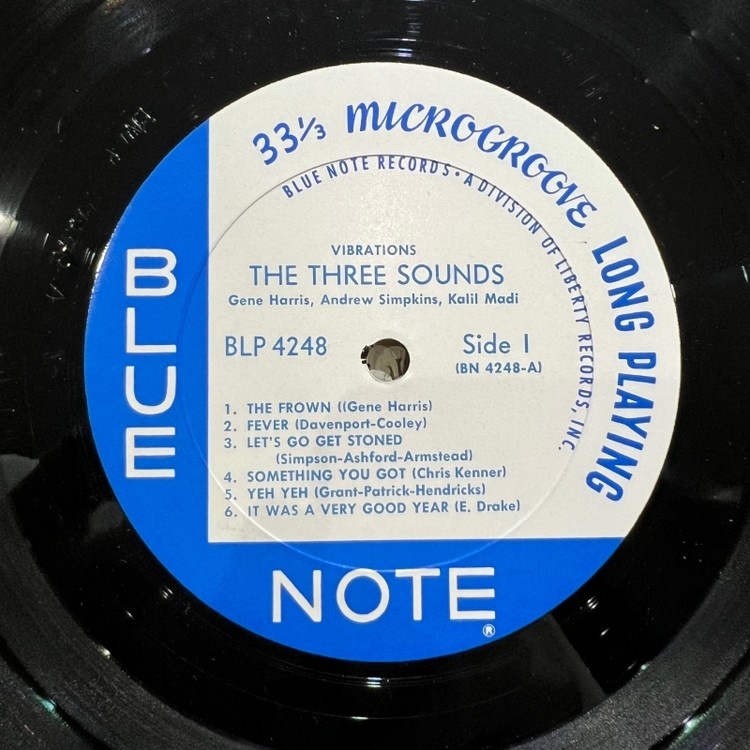 33⅓ MICROGROOVE LONG PLAYING
BLUE NOTE RECORDS • A DIVISION OF LIBERTY RECORDS, INC.
VIBRATIONS
THE THREE SOUNDS
Gene Harris, Andrew Simpkins, Kalil Madi
BLP 4248
Side 1
(BN 4248-A)
1. THE FROWN ((Gene Harris)
2. FEVER (Davenport-Cooley)
3. LET'S GO GET STONED
(Simpson-Ashford-Armstead)
4. SOMETHING YOU GOT (Chris Kenner)
5. YEH YEH (Grant-Patrick-Hendricks)
6. IT WAS A VERY GOOD YEAR (E. Drake)
BLUE
NOTE
®